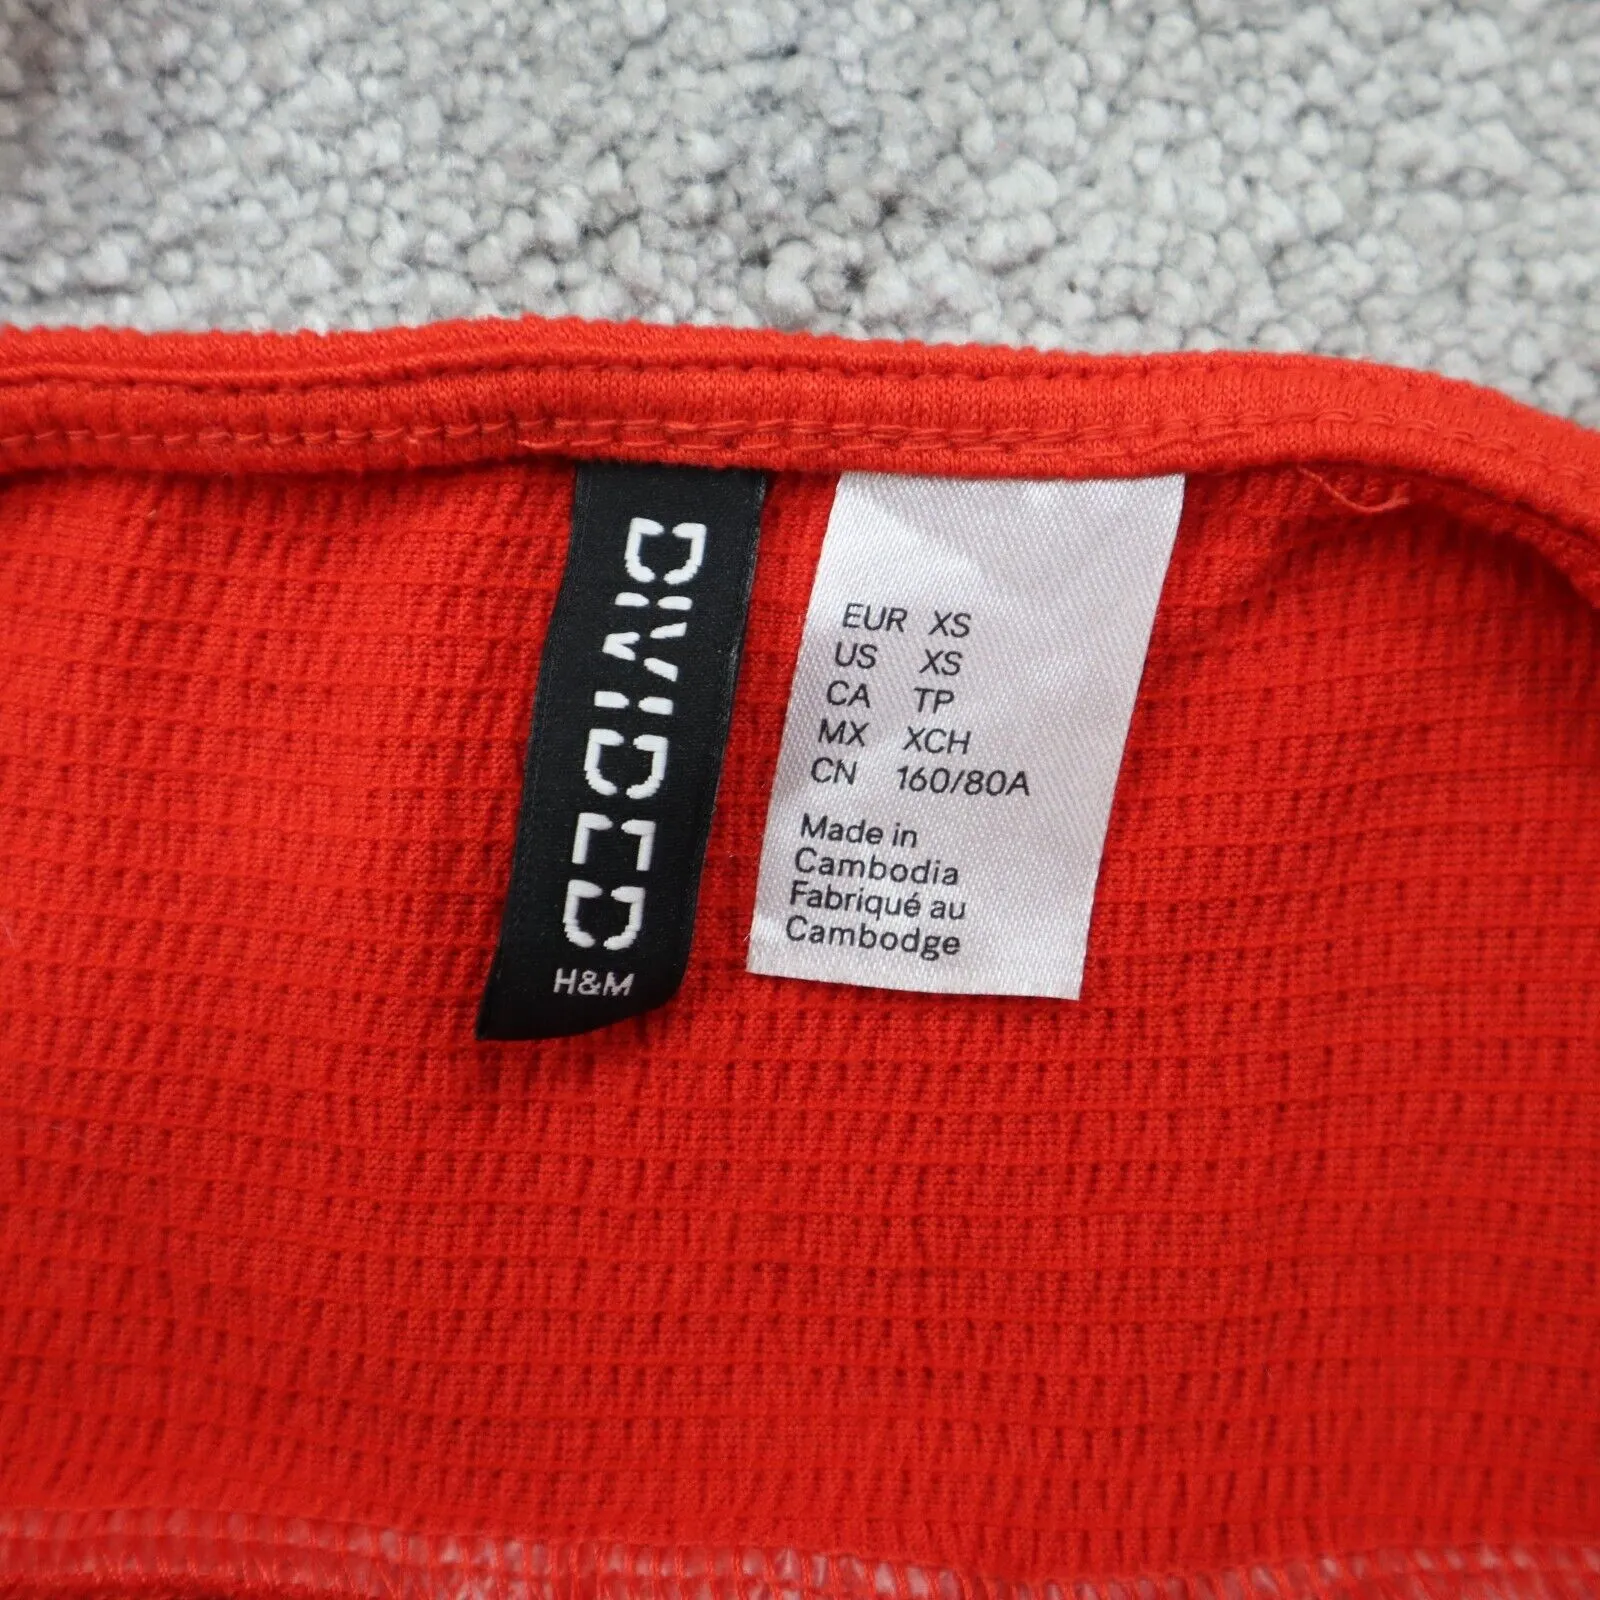 DIVIDED
H&M
EUR XS
US XS
CA TP
MX XCH
CN 160/80A
Made in
Cambodia
Fabriqué au
Cambodge